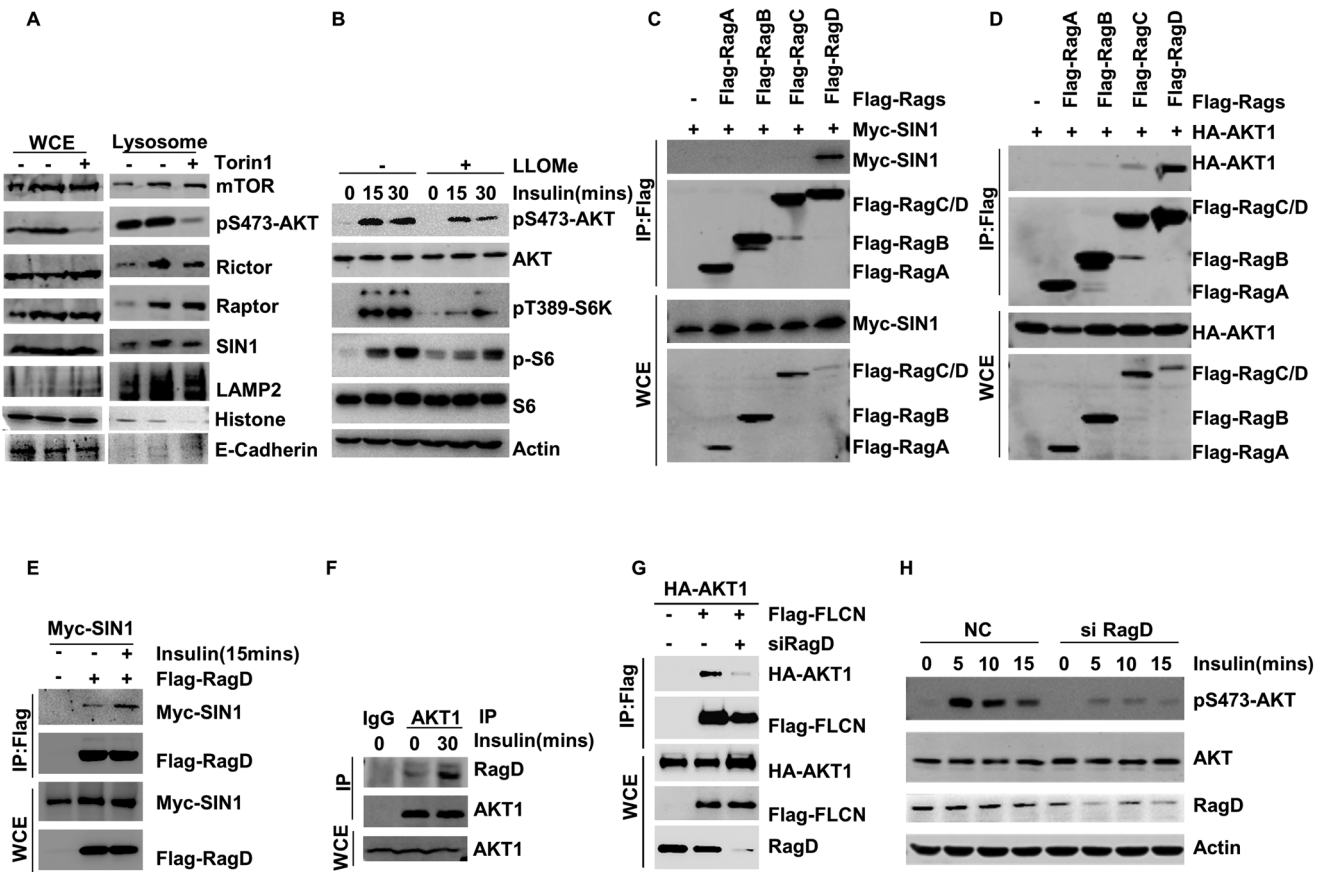 A
WCE Lysosome
- - + - - + Torin1
mTOR
pS473-AKT
Rictor
Raptor
SIN1
LAMP2
Histone
E-Cadherin
B
- + LLOMe
0 15 30 0 15 30 Insulin(mins)
pS473-AKT
AKT
pT389-S6K
p-S6
S6
Actin
C
- Flag-RagA Flag-RagB Flag-RagC Flag-RagD Flag-Rags
+ + + + + Myc-SIN1
IP:Flag
Myc-SIN1
Flag-RagC/D
Flag-RagB
Flag-RagA
WCE
Myc-SIN1
Flag-RagC/D
Flag-RagB
Flag-RagA
D
- Flag-RagA Flag-RagB Flag-RagC Flag-RagD Flag-Rags
+ + + + + HA-AKT1
IP:Flag
HA-AKT1
Flag-RagC/D
Flag-RagB
Flag-RagA
WCE
HA-AKT1
Flag-RagC/D
Flag-RagB
Flag-RagA
E
Myc-SIN1
- - + Insulin(15mins)
- + + Flag-RagD
IP:Flag
Myc-SIN1
Flag-RagD
WCE
Myc-SIN1
Flag-RagD
F
IgG AKT1 IP
0 0 30 Insulin(mins)
IP
RagD
AKT1
WCE
AKT1
G
HA-AKT1
- + + Flag-FLCN
- - + siRagD
IP:Flag
HA-AKT1
Flag-FLCN
WCE
HA-AKT1
Flag-FLCN
RagD
H
NC si RagD
0 5 10 15 0 5 10 15 Insulin(mins)
pS473-AKT
AKT
RagD
Actin